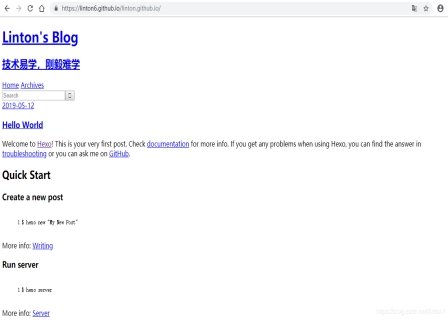 https://linton6.github.io/linton.github.io/
Linton's Blog
技术易学，刚毅难学
Home Archives
Search
2019-05-12
Hello World
Welcome to Hexo! This is your very first post. Check documentation for more info. If you get any problems when using Hexo, you can find the answer in
troubleshooting or you can ask me on GitHub.
Quick Start
Create a new post
1 $ hexo new "My New Post"
More info: Writing
Run server
1 $ hexo server
More info: Server